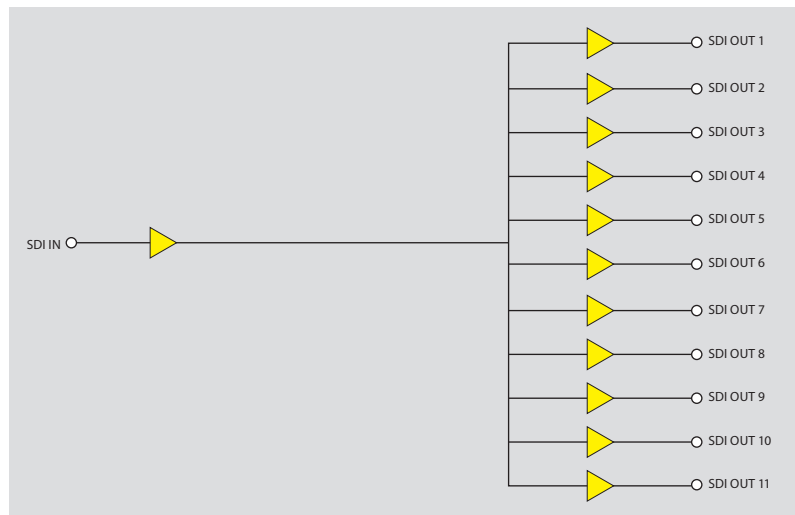 SDI OUT 1
SDI OUT 2
SDI OUT 3
SDI OUT 4
SDI OUT 5
SDI IN
SDI OUT 6
SDI OUT 7
SDI OUT 8
SDI OUT 9
SDI OUT 10
SDI OUT 11